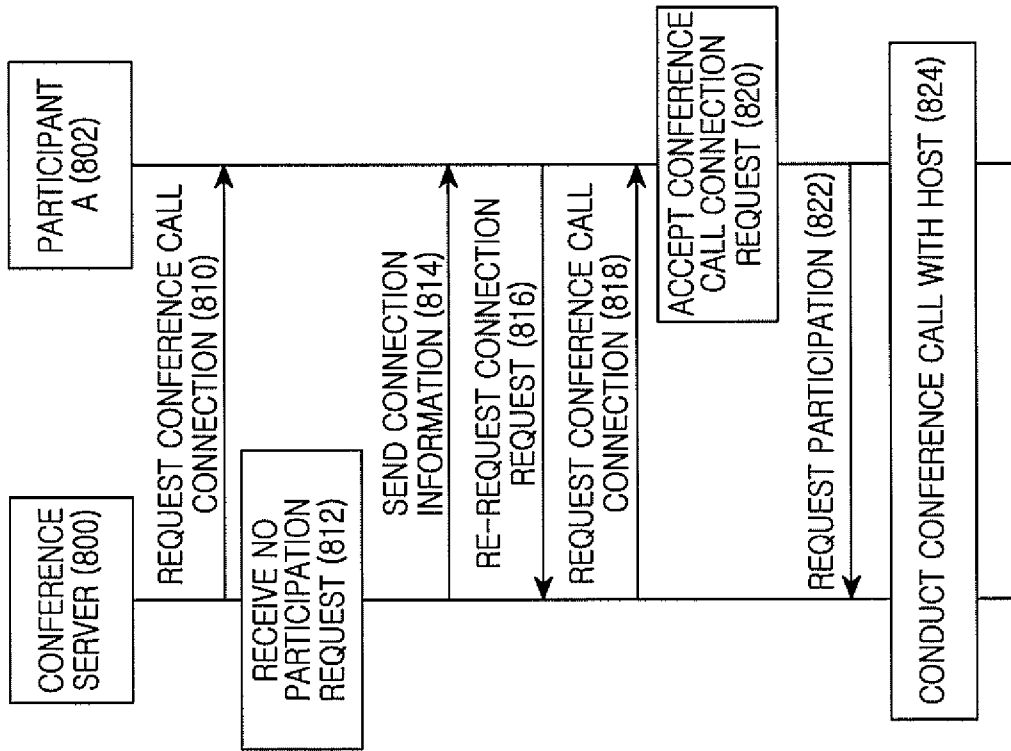 CONFERENCE
SERVER (800)
PARTICIPANT
A (802)
REQUEST CONFERENCE CALL
CONNECTION (810)
RECEIVE NO
PARTICIPATION
REQUEST (812)
SEND CONNECTION
INFORMATION (814)
RE-REQUEST CONNECTION
REQUEST (816)
REQUEST CONFERENCE CALL
CONNECTION (818)
ACCEPT CONFERENCE
CALL CONNECTION
REQUEST (820)
REQUEST PARTICIPATION (822)
CONDUCT CONFERENCE CALL WITH HOST (824)